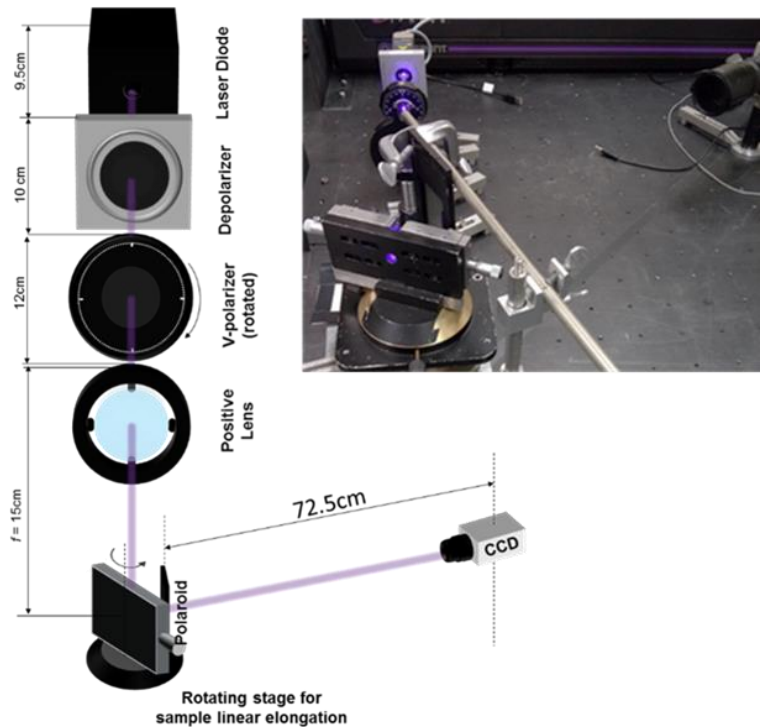 9.5cm
Laser Diode
10 cm
Depolarizer
12cm
V-polarizer
(rotated)
Positive
Lens
f = 15cm
72.5cm
CCD
Polaroid
Rotating stage for
sample linear elongation